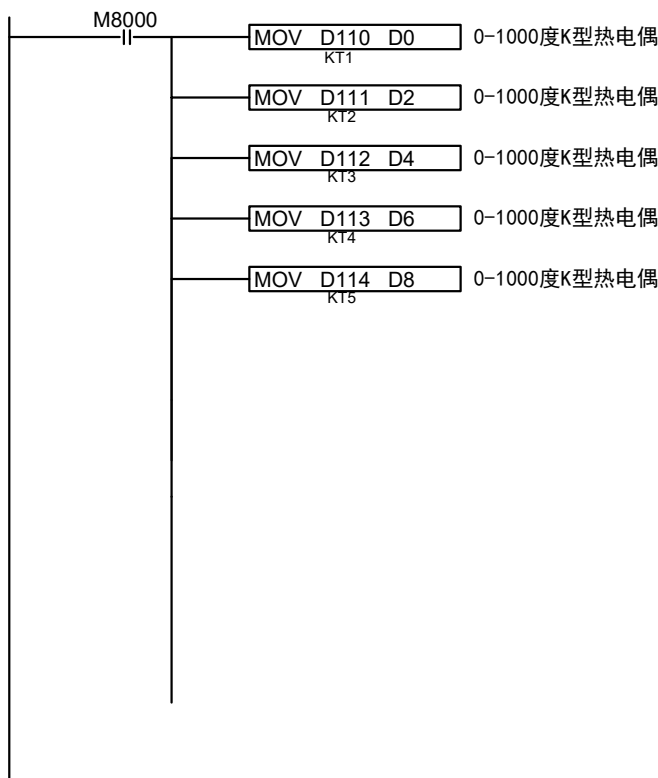 M8000
MOV D110 D0 0-1000度K型热电偶
KT1
MOV D111 D2 0-1000度K型热电偶
KT2
MOV D112 D4 0-1000度K型热电偶
KT3
MOV D113 D6 0-1000度K型热电偶
KT4
MOV D114 D8 0-1000度K型热电偶
KT5